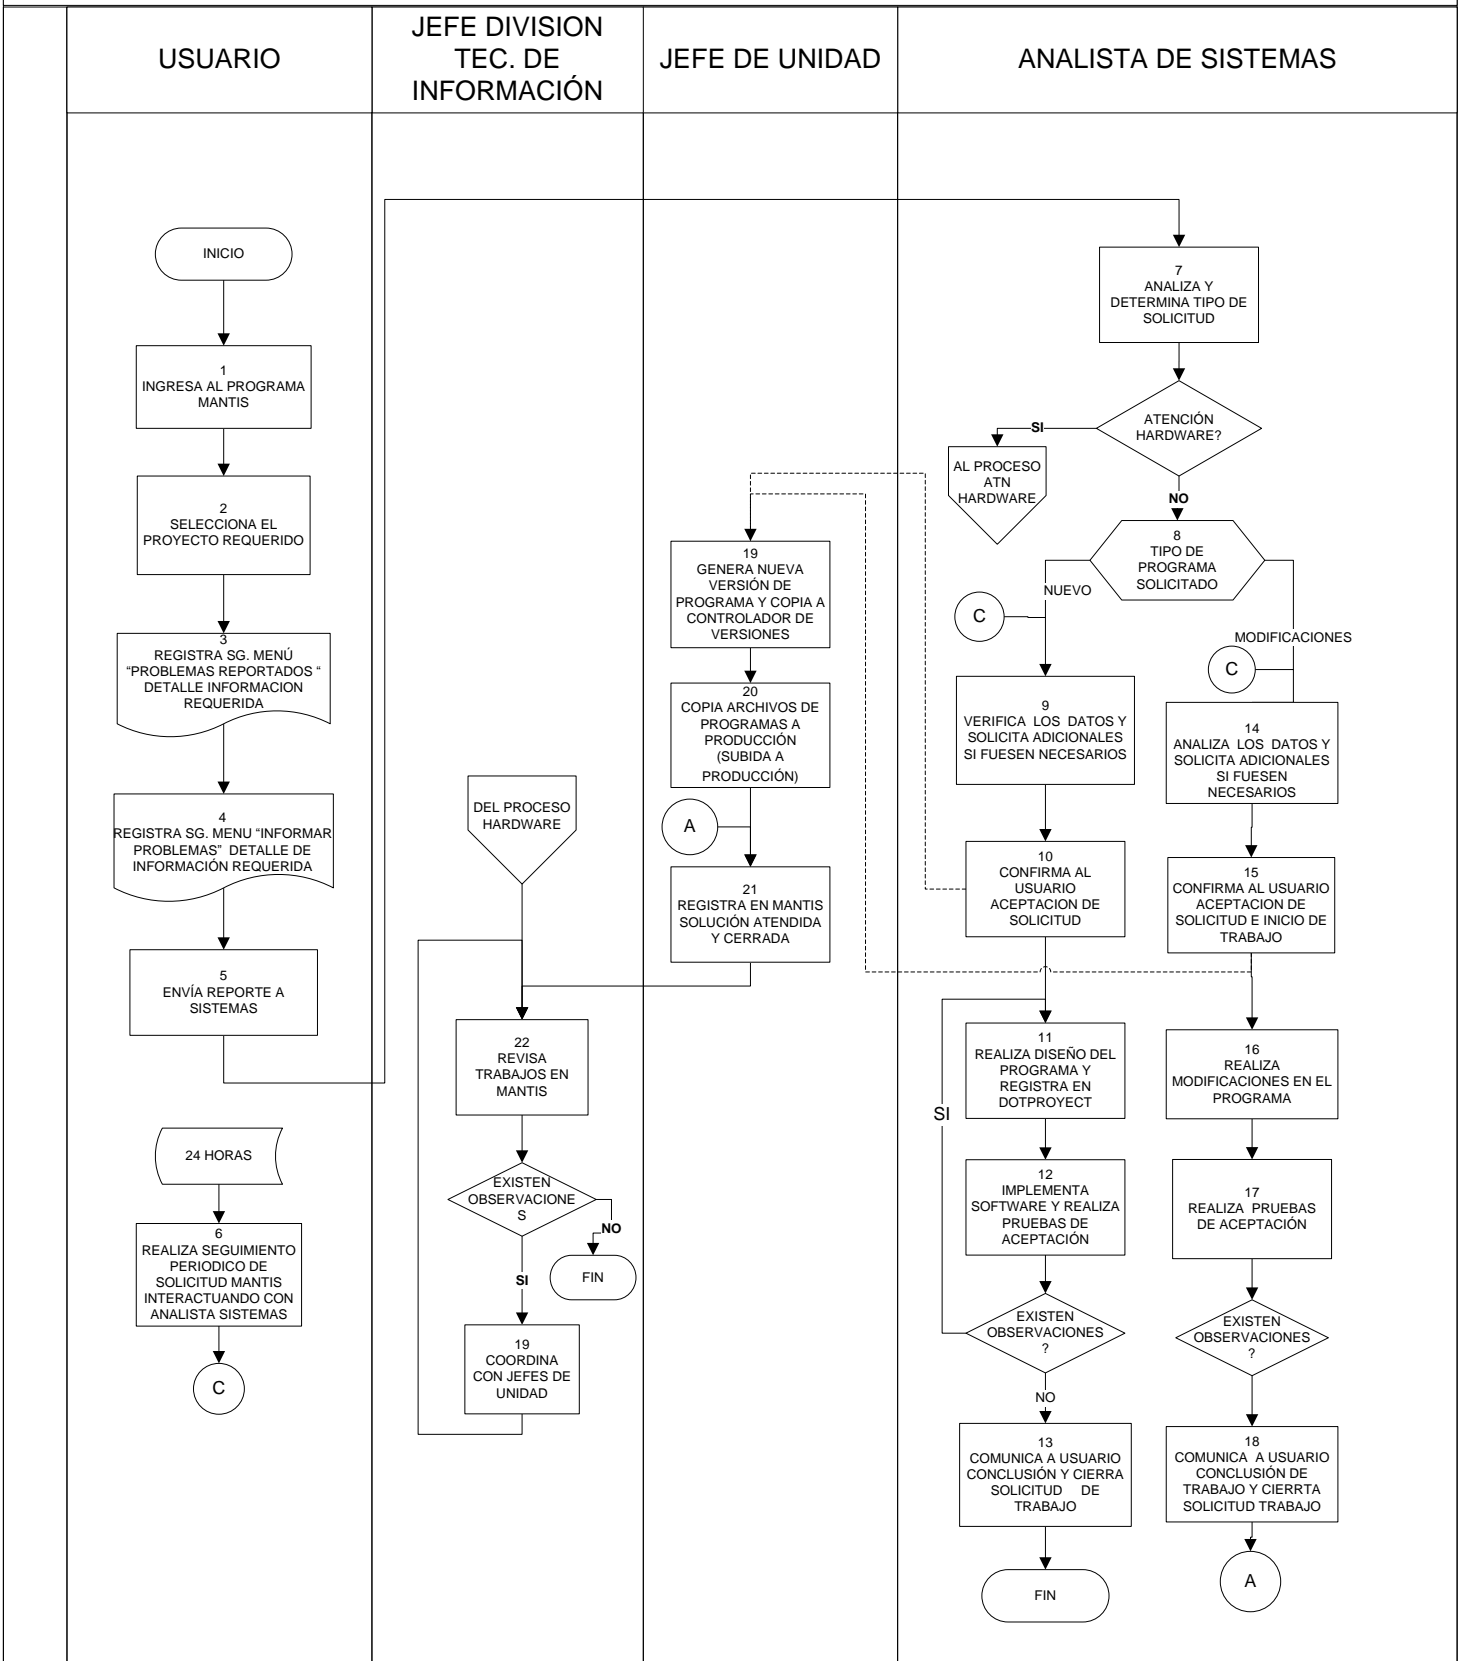 USUARIO
JEFE DIVISION
TEC. DE
INFORMACIÓN
JEFE DE UNIDAD
ANALISTA DE SISTEMAS
INICIO
1
INGRESA AL PROGRAMA
MANTIS
2
SELECCIONA EL
PROYECTO REQUERIDO
3
REGISTRA SG. MENÚ
“PROBLEMAS REPORTADOS “
DETALLE INFORMACION
REQUERIDA
4
REGISTRA SG. MENU “INFORMAR
PROBLEMAS” DETALLE DE
INFORMACIÓN REQUERIDA
5
ENVÍA REPORTE A
SISTEMAS
24 HORAS
6
REALIZA SEGUIMIENTO
PERIODICO DE
SOLICITUD MANTIS
INTERACTUANDO CON
ANALISTA SISTEMAS
C
DEL PROCESO
HARDWARE
22
REVISA
TRABAJOS EN
MANTIS
EXISTEN
OBSERVACIONE
S
NO
FIN
SI
19
COORDINA
CON JEFES DE
UNIDAD
19
GENERA NUEVA
VERSIÓN DE
PROGRAMA Y COPIA A
CONTROLADOR DE
VERSIONES
20
COPIA ARCHIVOS DE
PROGRAMAS A
PRODUCCIÓN
(SUBIDA A
PRODUCCIÓN)
A
21
REGISTRA EN MANTIS
SOLUCIÓN ATENDIDA
Y CERRADA
7
ANALIZA Y
DETERMINA TIPO DE
SOLICITUD
ATENCIÓN
HARDWARE?
SI
AL PROCESO
ATN
HARDWARE
NO
8
TIPO DE
PROGRAMA
SOLICITADO
NUEVO
C
MODIFICACIONES
C
9
VERIFICA LOS DATOS Y
SOLICITA ADICIONALES
SI FUESEN NECESARIOS
10
CONFIRMA AL
USUARIO
ACEPTACION DE
SOLICITUD
11
REALIZA DISEÑO DEL
PROGRAMA Y
REGISTRA EN
DOTPROYECT
SI
12
IMPLEMENTA
SOFTWARE Y REALIZA
PRUEBAS DE
ACEPTACIÓN
EXISTEN
OBSERVACIONES
?
NO
13
COMUNICA A USUARIO
CONCLUSIÓN Y CIERRA
SOLICITUD DE
TRABAJO
FIN
14
ANALIZA LOS DATOS Y
SOLICITA ADICIONALES
SI FUESEN
NECESARIOS
15
CONFIRMA AL USUARIO
ACEPTACION DE
SOLICITUD E INICIO DE
TRABAJO
16
REALIZA
MODIFICACIONES EN EL
PROGRAMA
17
REALIZA PRUEBAS
DE ACEPTACIÓN
EXISTEN
OBSERVACIONES
?
18
COMUNICA A USUARIO
CONCLUSIÓN DE
TRABAJO Y CIERRTA
SOLICITUD TRABAJO
A